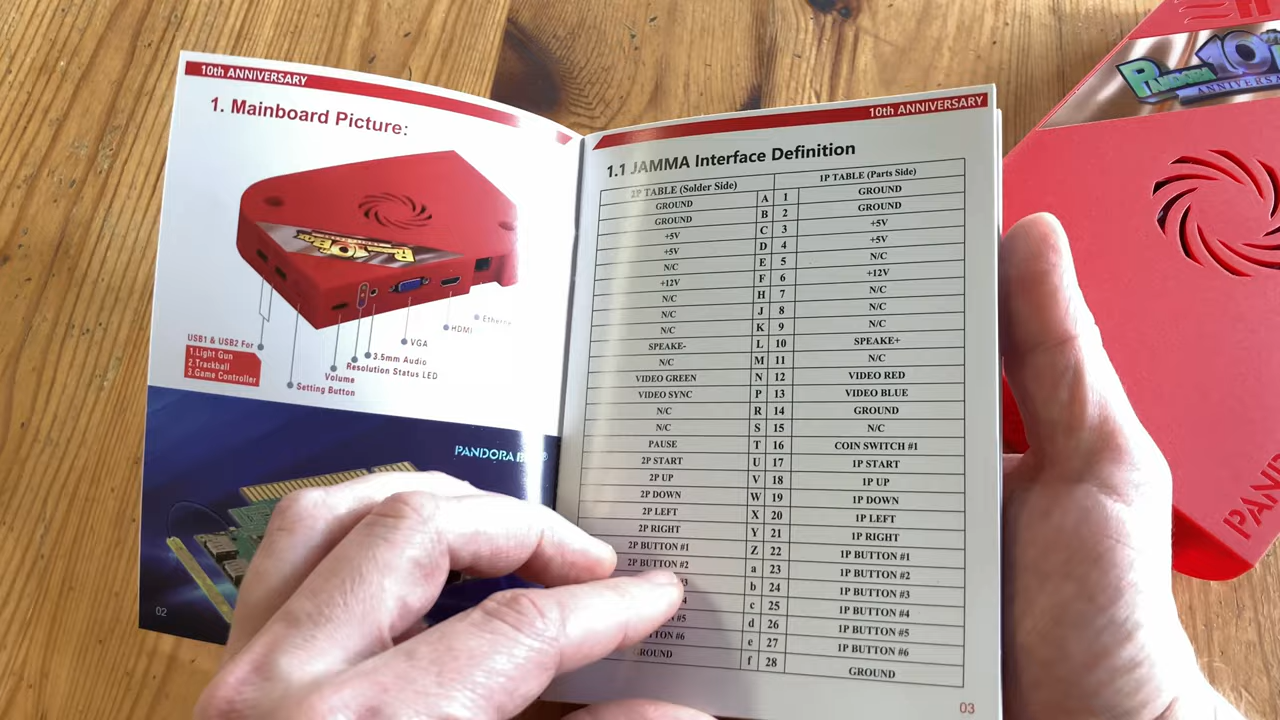 10th ANNIVERSARY
1. Mainboard Picture:
USB1 & USB2 For
1.Light Gun
2.Trackball
3.Game Controller
Setting Button
Volume
Resolution Status LED
3.5mm Audio
VGA
HDMI
PANDORA
02
10th ANNIVERSARY
1.1 JAMMA Interface Definition
2P TABLE (Solder Side) 1P TABLE (Parts Side)
GROUND A 1 GROUND
GROUND B 2 GROUND
+5V C 3 +5V
+5V D 4 +5V
N/C E 5 N/C
+12V F 6 +12V
N/C H 7 N/C
N/C J 8 N/C
N/C K 9 N/C
SPEAKE- L 10 SPEAKE+
N/C M 11 N/C
VIDEO GREEN N 12 VIDEO RED
VIDEO SYNC P 13 VIDEO BLUE
N/C R 14 GROUND
N/C S 15 N/C
PAUSE T 16 COIN SWITCH #1
2P START U 17 1P START
2P UP V 18 1P UP
2P DOWN W 19 1P DOWN
2P LEFT X 20 1P LEFT
2P RIGHT Y 21 1P RIGHT
2P BUTTON #1 Z 22 1P BUTTON #1
2P BUTTON #2 a 23 1P BUTTON #2
b 24 1P BUTTON #3
c 25 1P BUTTON #4
#5 d 26 1P BUTTON #5
#6 e 27 1P BUTTON #6
GROUND f 28 GROUND
03
PANDORA 10th